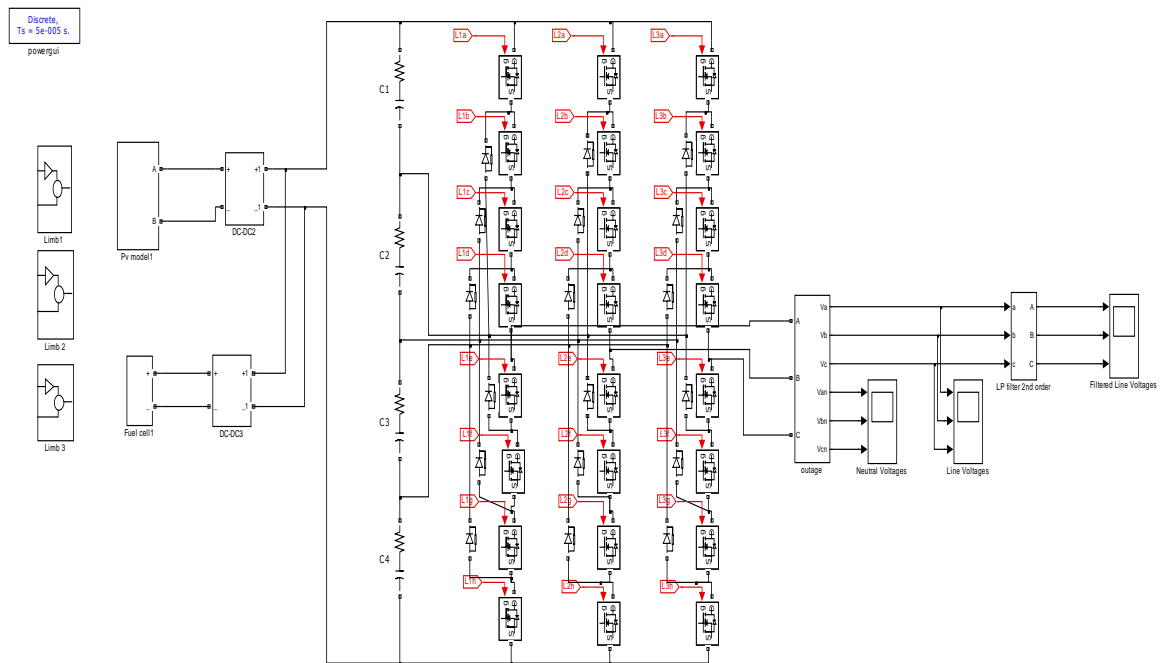 Discrete,
Ts = 5e-005 s.
powergui
Limb1
Limb 2
Limb 3
A
B
Pv model1
+
_
+1
_1
DC-DC2
+
_
Fuel cell1
+
_
+1
_1
DC-DC3
C1
C2
C3
C4
L1a
L2a
L3a
L1b
L2b
L3b
L1c
L2c
L3c
L1d
L2d
L3d
L1e
L2e
L3e
L1f
L2f
L3f
L1g
L2g
L3g
L1h
L2h
L3h
A
B
C
Va
Vb
Vc
Van
Vbn
Vcn
outage
Neutral Voltages
Line Voltages
a
b
c
A
B
C
LP filter 2nd order
Filtered Line Voltages